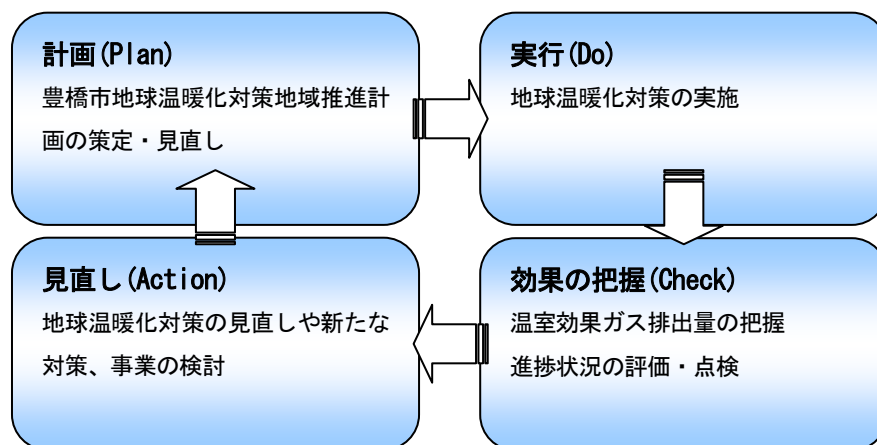 計画(Plan)
豊橋市地球温暖化対策地域推進計
画の策定・見直し
実行(Do)
地球温暖化対策の実施
見直し(Action)
地球温暖化対策の見直しや新たな
対策、事業の検討
効果の把握(Check)
温室効果ガス排出量の把握
進捗状況の評価・点検